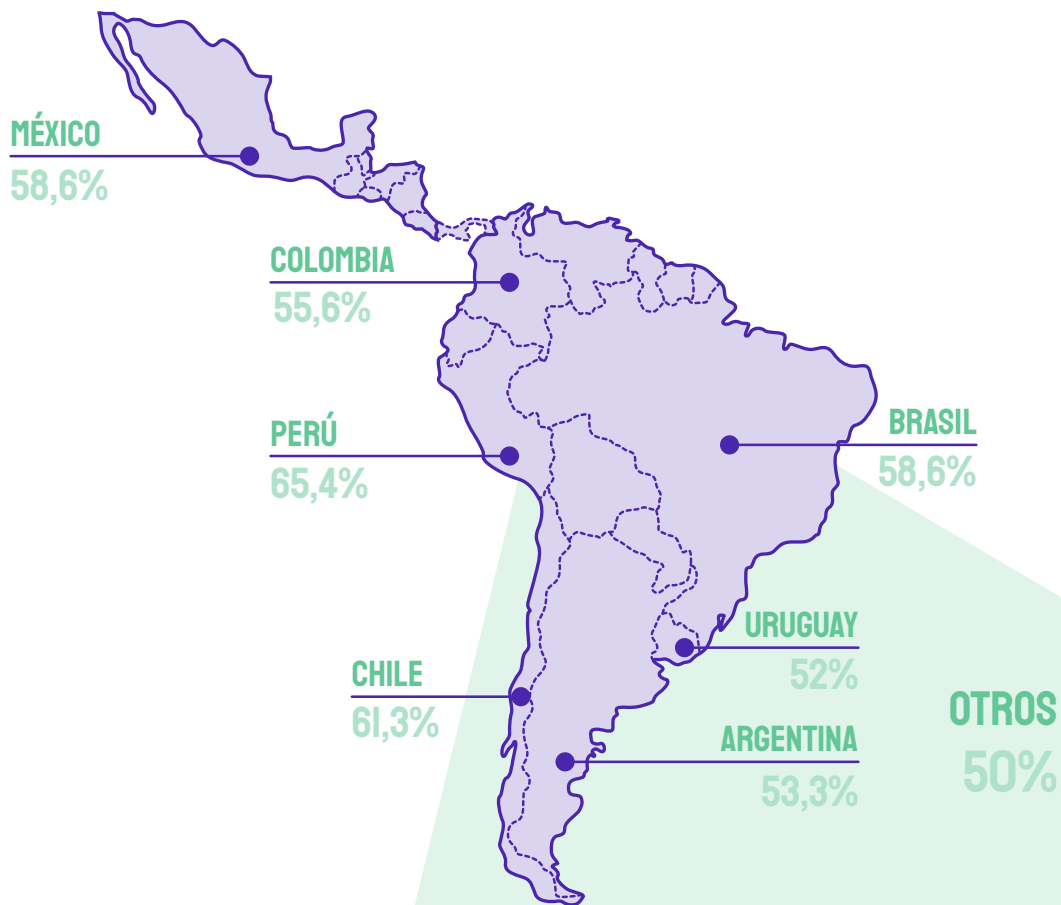 MÉXICO
58,6%
COLOMBIA
55,6%
PERÚ
65,4%
BRASIL
58,6%
URUGUAY
52%
CHILE
61,3%
ARGENTINA
53,3%
OTROS
50%